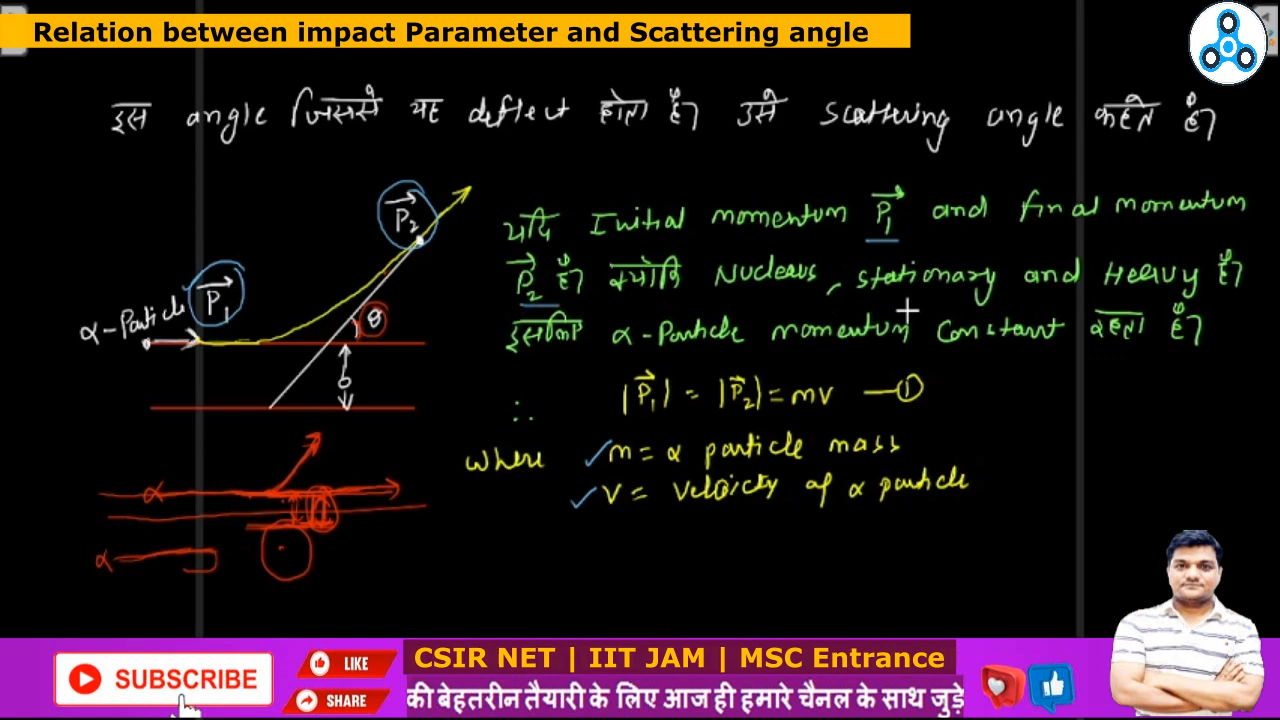 Relation between impact Parameter and Scattering angle
इस angle जिससे यह deflect होता है। उसे Scattering angle कहते है।
P₂
यदि Initial momentum P₁ and final momentum
α-Particle P₁
P₂ है क्योंकि Nucleus, stationary and Heavy है।
θ
इसलिए α-Particle momentum constant रहता है।
b
∴ |P₁| = |P₂| = mv —①
where ✓ m = α particle mass
α
✓ v = Velocity of α particle
α
SUBSCRIBE
LIKE
SHARE
CSIR NET | IIT JAM | MSC Entrance
की बेहतरीन तैयारी के लिए आज ही हमारे चैनल के साथ जुड़े